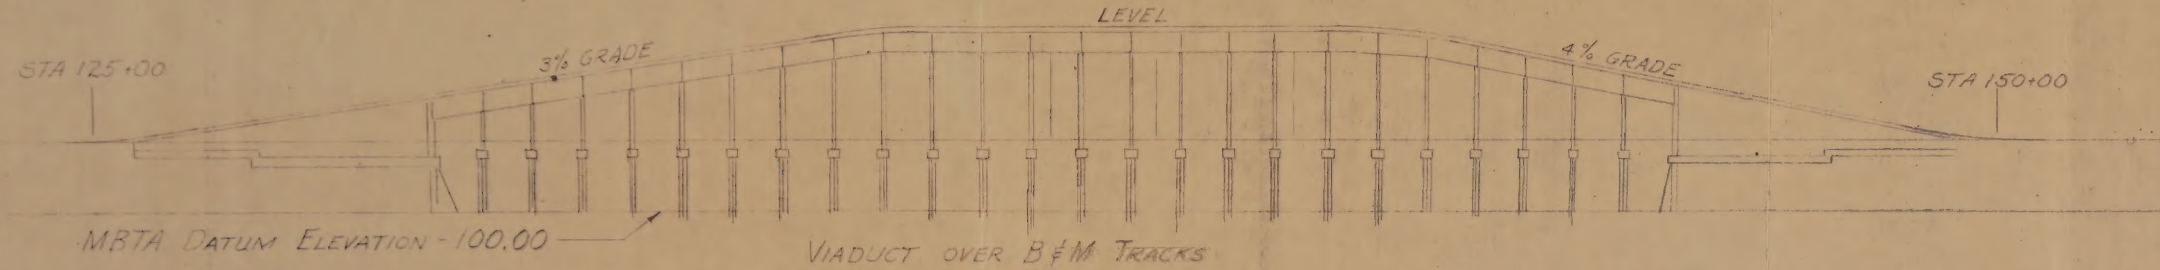 LEVEL
3% GRADE
4% GRADE
STA 125+00
STA 150+00
MBTA DATUM ELEVATION - 100.00
VIADUCT OVER B & M TRACKS